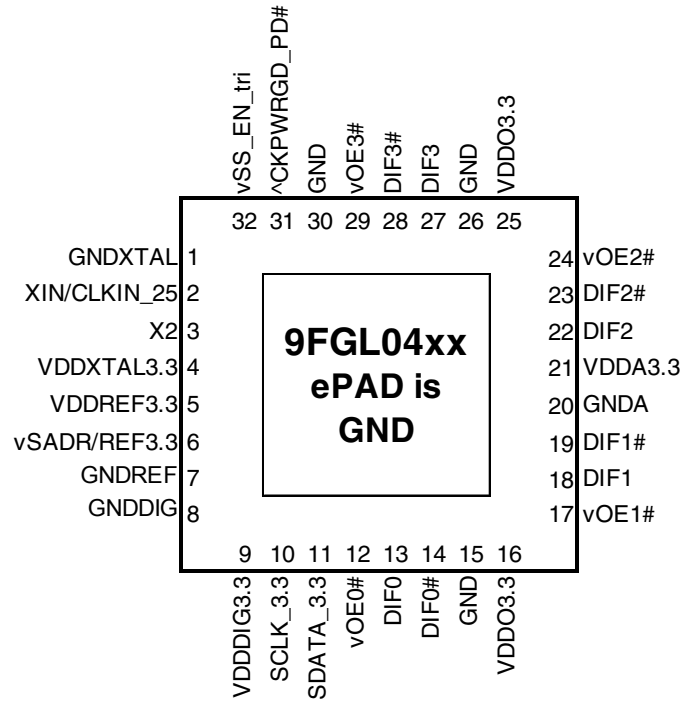 vSS_EN_tri
^CKPWRGD_PD#
GND
vOE3#
DIF3#
DIF3
GND
VDDO3.3
32 31 30 29 28 27 26 25
GNDXTAL 1
XIN/CLKIN_25 2
X2 3
VDDXTAL3.3 4
VDDREF3.3 5
vSADR/REF3.3 6
GNDREF 7
GNDDIG 8
9FGL04xx
ePAD is
GND
24 vOE2#
23 DIF2#
22 DIF2
21 VDDA3.3
20 GNDA
19 DIF1#
18 DIF1
17 vOE1#
9 10 11 12 13 14 15 16
VDDDIG3.3
SCLK_3.3
SDATA_3.3
vOE0#
DIF0
DIF0#
GND
VDDO3.3